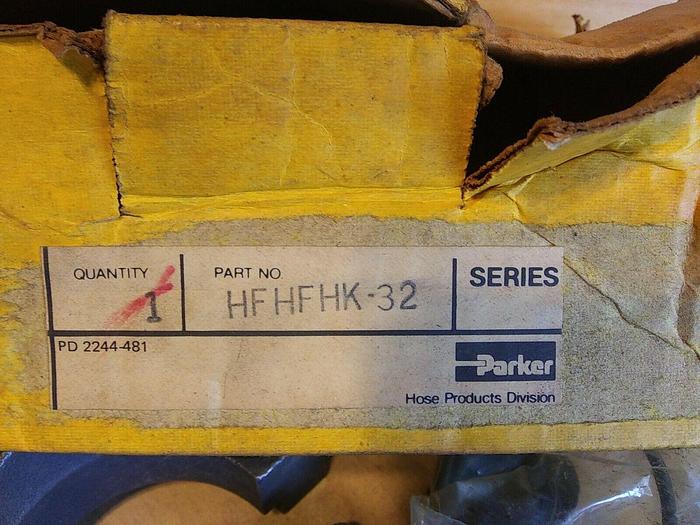 QUANTITY PART NO. SERIES
1 HFHFHK-32
PD 2244-481
Parker
Hose Products Division